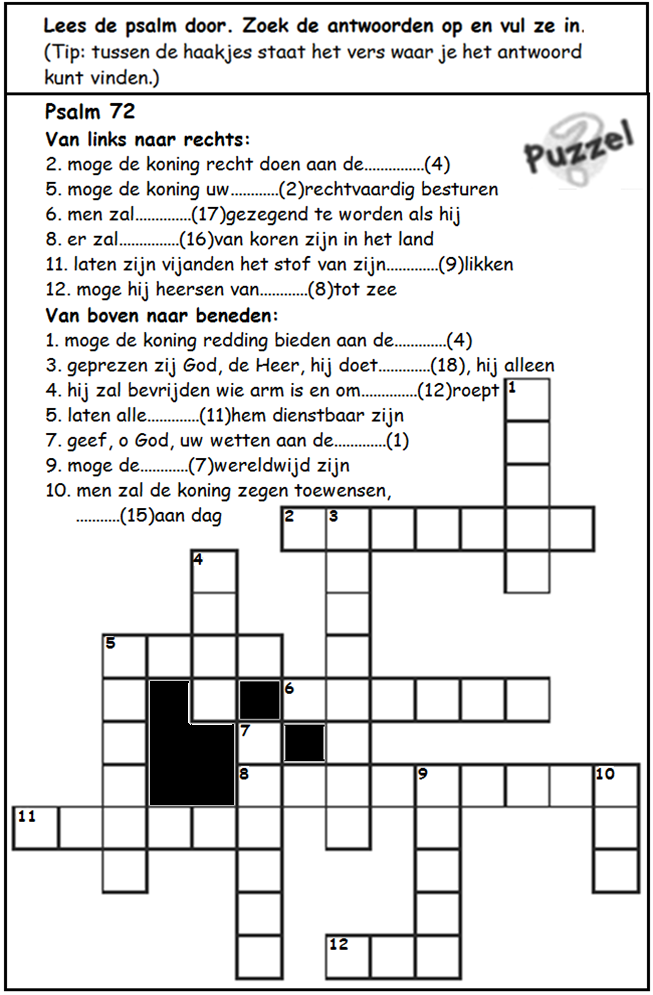 Lees de psalm door. Zoek de antwoorden op en vul ze in.
(Tip: tussen de haakjes staat het vers waar je het antwoord
kunt vinden.)
Psalm 72
Puzzel
Van links naar rechts:
2. moge de koning recht doen aan de...............(4)
5. moge de koning uw............(2)rechtvaardig besturen
6. men zal..............(17)gezegend te worden als hij
8. er zal...............(16)van koren zijn in het land
11. laten zijn vijanden het stof van zijn.............(9)likken
12. moge hij heersen van............(8)tot zee
Van boven naar beneden:
1. moge de koning redding bieden aan de.............(4)
3. geprezen zij God, de Heer, hij doet.............(18), hij alleen
4. hij zal bevrijden wie arm is en om..............(12)roept
5. laten alle.............(11)hem dienstbaar zijn
7. geef, o God, uw wetten aan de.............(1)
9. moge de............(7)wereldwijd zijn
10. men zal de koning zegen toewensen,
...........(15)aan dag
1
2 3
4
5
6
7
8 9 10
11
12